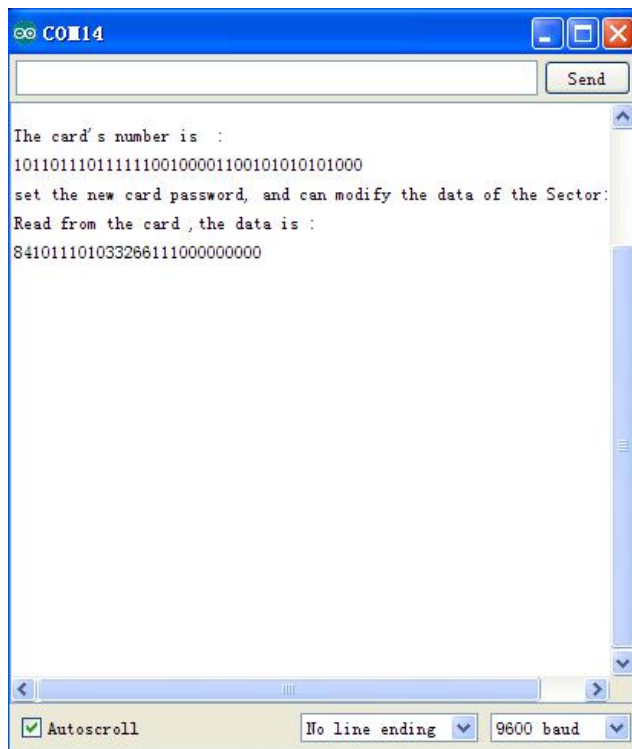 COM14
Send
The card's number is  :
1011011101111110010000110010101010101000
set the new card password, and can modify the data of the Sector:
Read from the card ,the data is :
8410111010332661110000000000
Autoscroll
No line ending
9600 baud